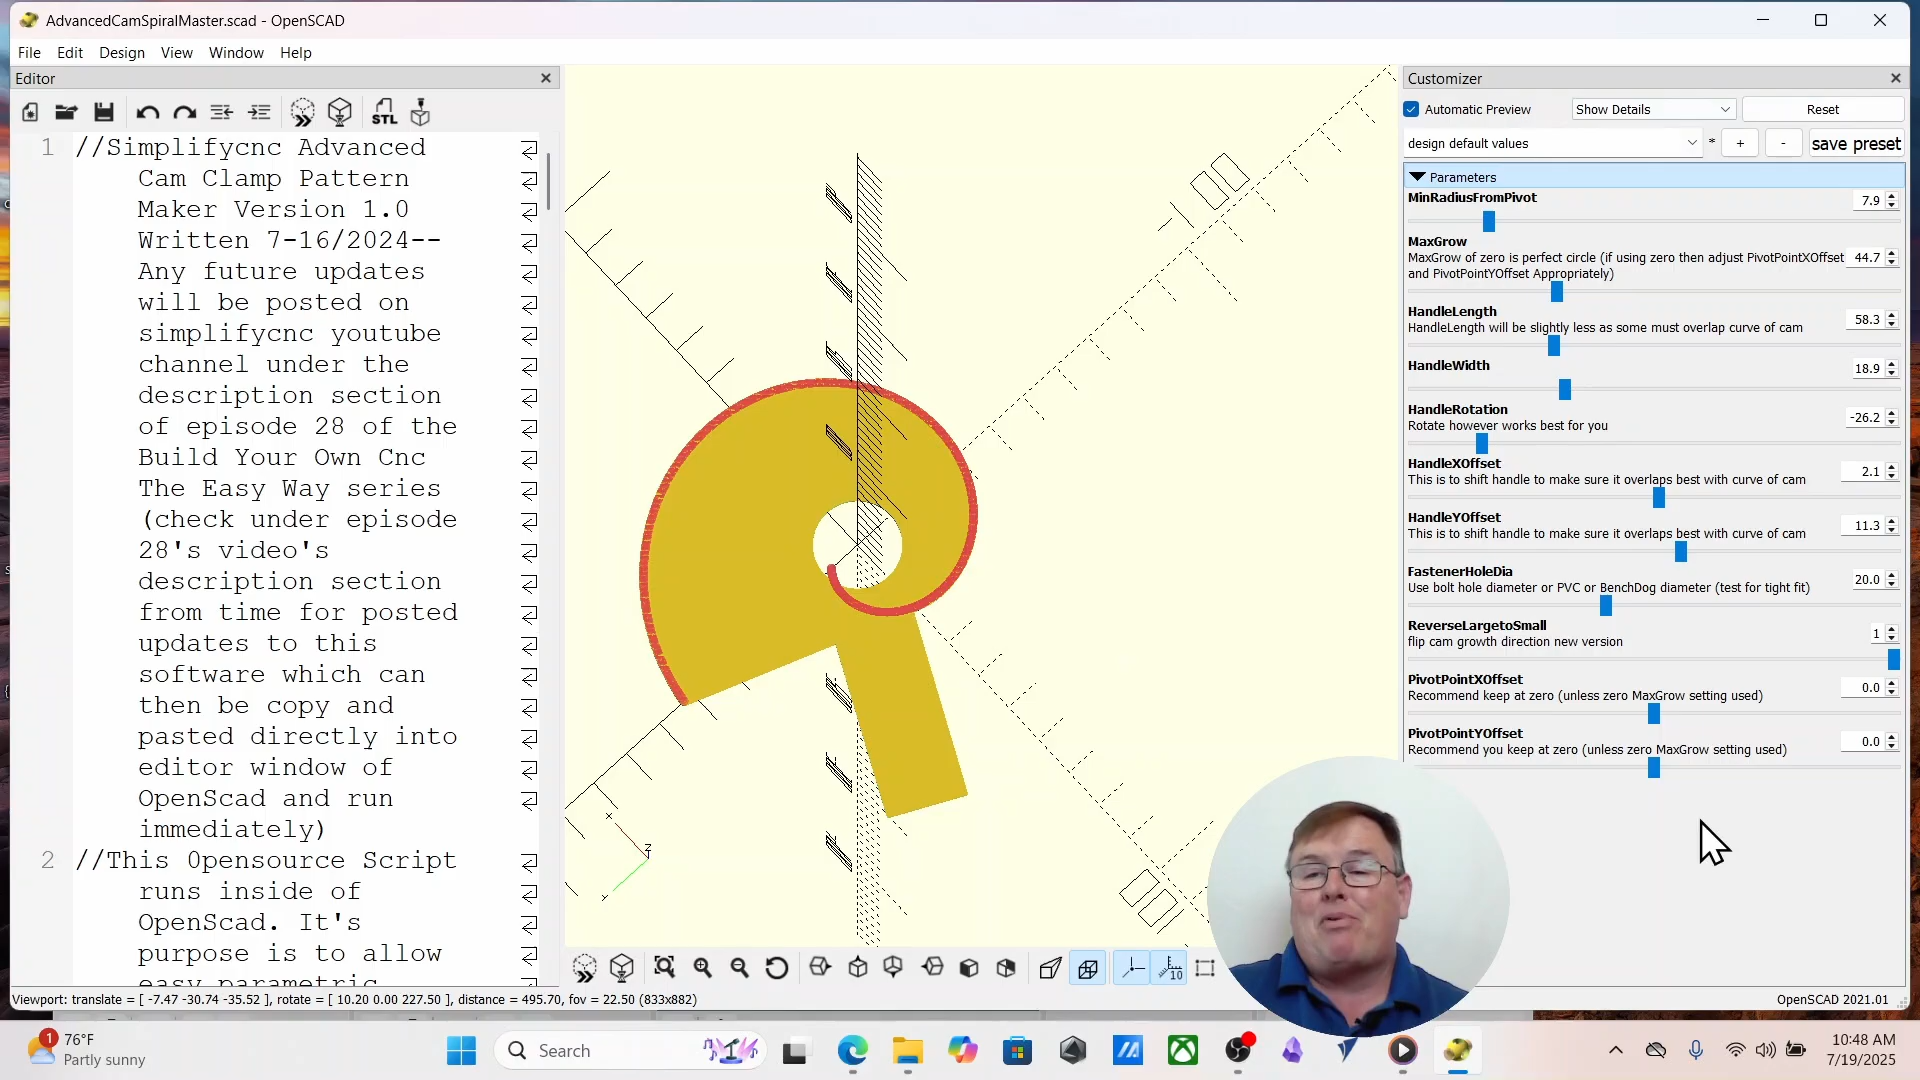 AdvancedCamSpiralMaster.scad - OpenSCAD
File Edit Design View Window Help
Editor
STL
1 //Simplifycnc Advanced
Cam Clamp Pattern
Maker Version 1.0
Written 7-16/2024--
Any future updates
will be posted on
simplifycnc youtube
channel under the
description section
of episode 28 of the
Build Your Own Cnc
The Easy Way series
(check under episode
28's video's
description section
from time for posted
updates to this
software which can
then be copy and
pasted directly into
editor window of
OpenScad and run
immediately)
2 //This Opensource Script
runs inside of
OpenScad. It's
purpose is to allow
easy parametric
x
z
Y
10
Viewport: translate = [ -7.47 -30.74 -35.52 ], rotate = [ 10.20 0.00 227.50 ], distance = 495.70, fov = 22.50 (833x882)
Customizer
Automatic Preview Show Details Reset
design default values * + - save preset
Parameters
MinRadiusFromPivot
7.9
MaxGrow
MaxGrow of zero is perfect circle (if using zero then adjust PivotPointXOffset
and PivotPointYOffset Appropriately)
44.7
HandleLength
HandleLength will be slightly less as some must overlap curve of cam
58.3
HandleWidth
18.9
HandleRotation
Rotate however works best for you
-26.2
HandleXOffset
This is to shift handle to make sure it overlaps best with curve of cam
2.1
HandleYOffset
This is to shift handle to make sure it overlaps best with curve of cam
11.3
FastenerHoleDia
Use bolt hole diameter or PVC or BenchDog diameter (test for tight fit)
20.0
ReverseLargetoSmall
flip cam growth direction new version
1
PivotPointXOffset
Recommend keep at zero (unless zero MaxGrow setting used)
0.0
PivotPointYOffset
Recommend you keep at zero (unless zero MaxGrow setting used)
0.0
OpenSCAD 2021.01
1
76°F
Partly sunny
Search
10:48 AM
7/19/2025